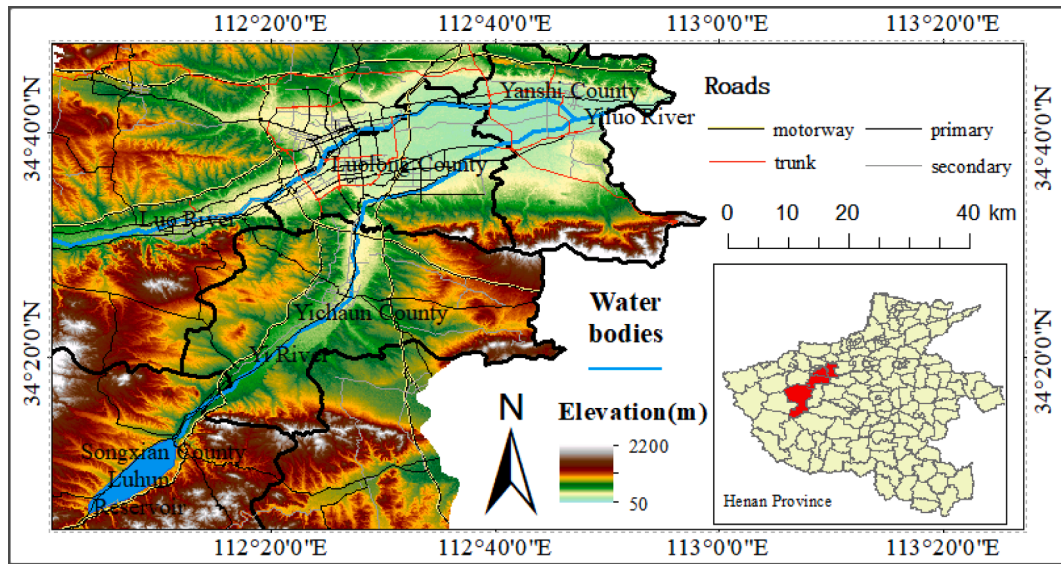 112°20'0"E 112°40'0"E 113°00'0"E 113°20'0"E
34°40'0"N
34°20'0"N
Yanshi County
Yiluo River
Luolong County
Luo River
Yichaun County
Yi River
Songxian County
Luhun
Reservoir
Roads
motorway primary
trunk secondary
0 10 20 40 km
Water
bodies
N
Elevation(m)
2200
50
Henan Province
34°40'0"N
34°20'0"N
112°20'0"E 112°40'0"E 113°00'0"E 113°20'0"E